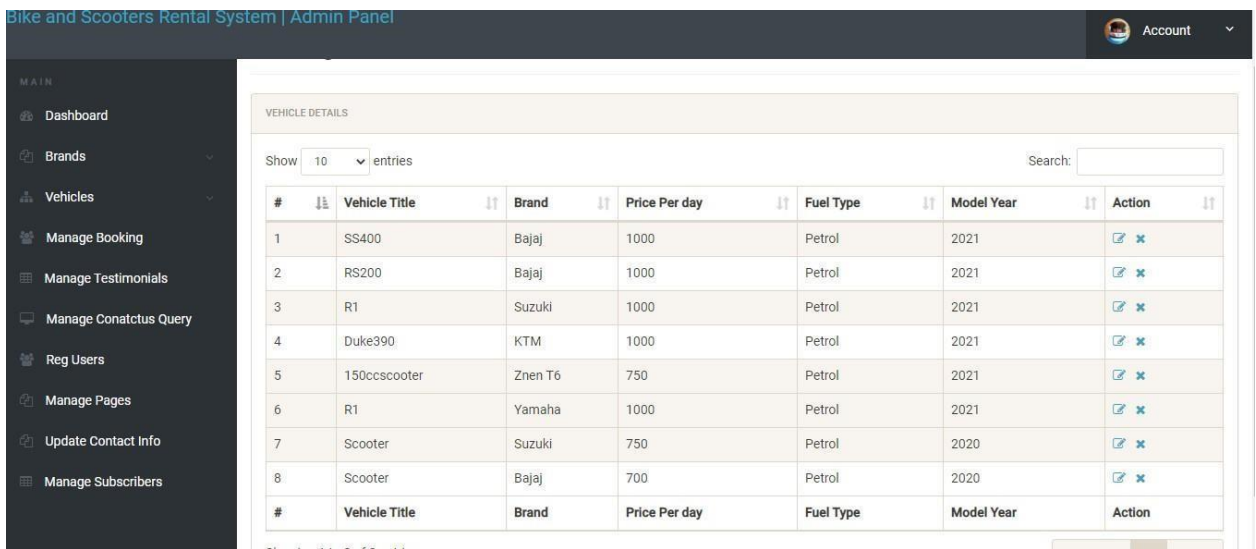 Bike and Scooters Rental System | Admin Panel
Account
MAIN
Dashboard
Brands
Vehicles
Manage Booking
Manage Testimonials
Manage Conatctus Query
Reg Users
Manage Pages
Update Contact Info
Manage Subscribers
VEHICLE DETAILS
Show 10 entries Search:
# Vehicle Title Brand Price Per day Fuel Type Model Year Action
1 SS400 Bajaj 1000 Petrol 2021
2 RS200 Bajaj 1000 Petrol 2021
3 R1 Suzuki 1000 Petrol 2021
4 Duke390 KTM 1000 Petrol 2021
5 150ccscooter Znen T6 750 Petrol 2021
6 R1 Yamaha 1000 Petrol 2021
7 Scooter Suzuki 750 Petrol 2020
8 Scooter Bajaj 700 Petrol 2020
# Vehicle Title Brand Price Per day Fuel Type Model Year Action